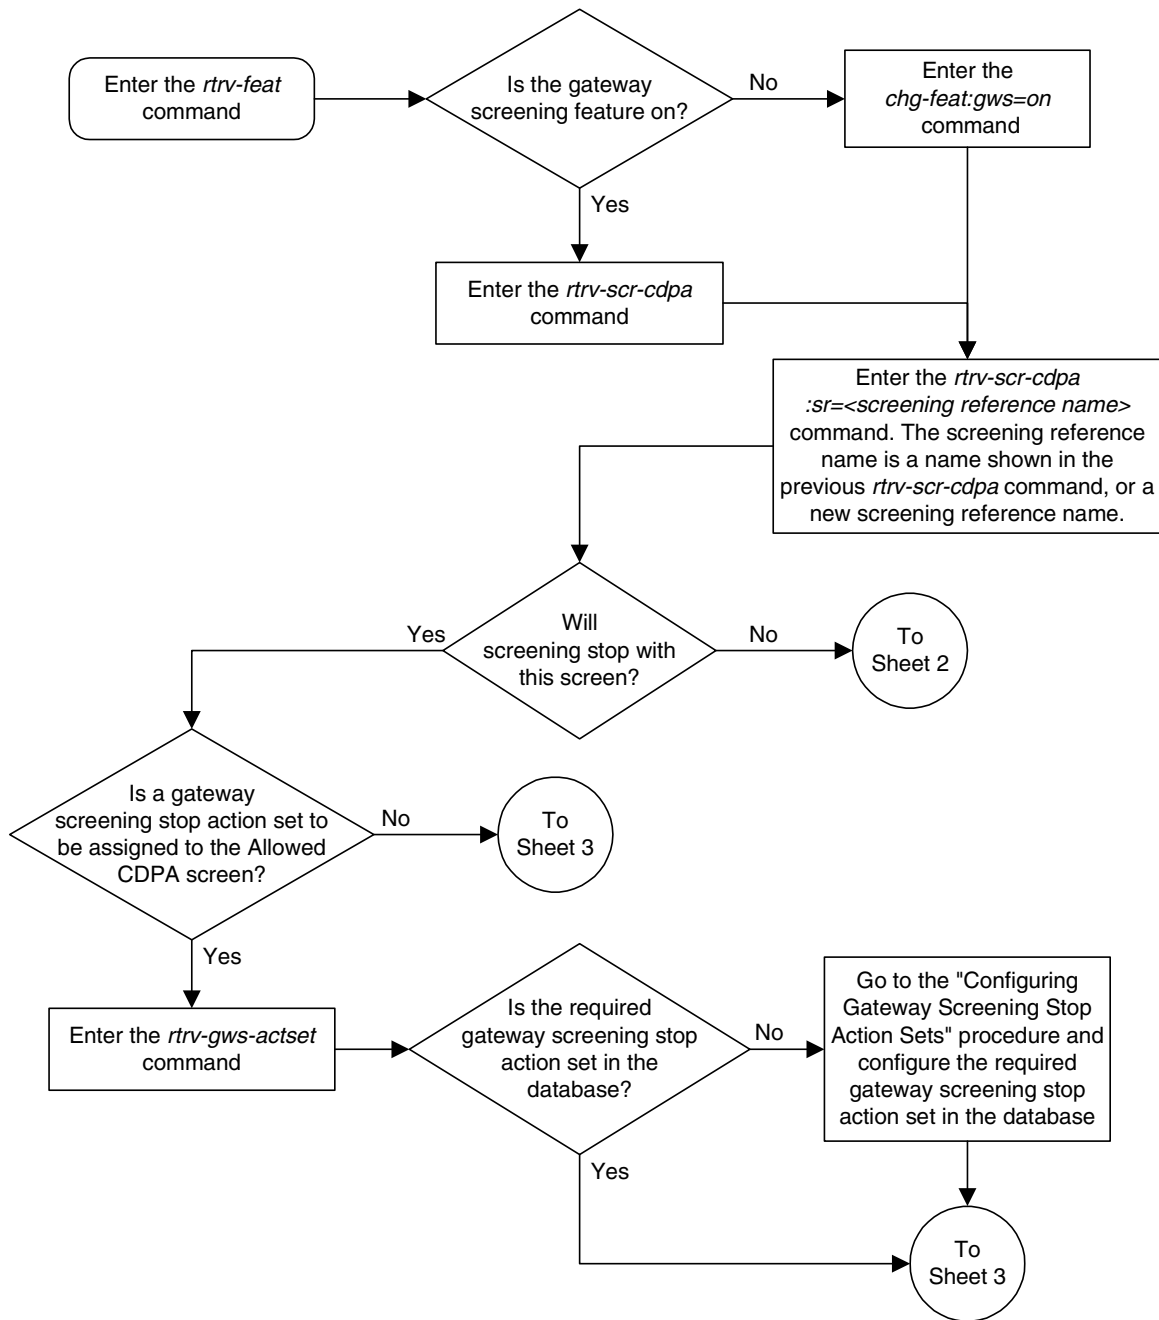 Enter the rtrv-feat
command
Is the gateway
screening feature on?
No
Enter the
chg-feat:gws=on
command
Yes
Enter the rtrv-scr-cdpa
command
Enter the rtrv-scr-cdpa
:sr=<screening reference name>
command. The screening reference
name is a name shown in the
previous rtrv-scr-cdpa command, or a
new screening reference name.
Will
screening stop with
this screen?
Yes
No
To
Sheet 2
Is a gateway
screening stop action set to
be assigned to the Allowed
CDPA screen?
No
To
Sheet 3
Yes
Enter the rtrv-gws-actset
command
Is the required
gateway screening stop
action set in the
database?
No
Go to the "Configuring
Gateway Screening Stop
Action Sets" procedure and
configure the required
gateway screening stop
action set in the database
Yes
To
Sheet 3